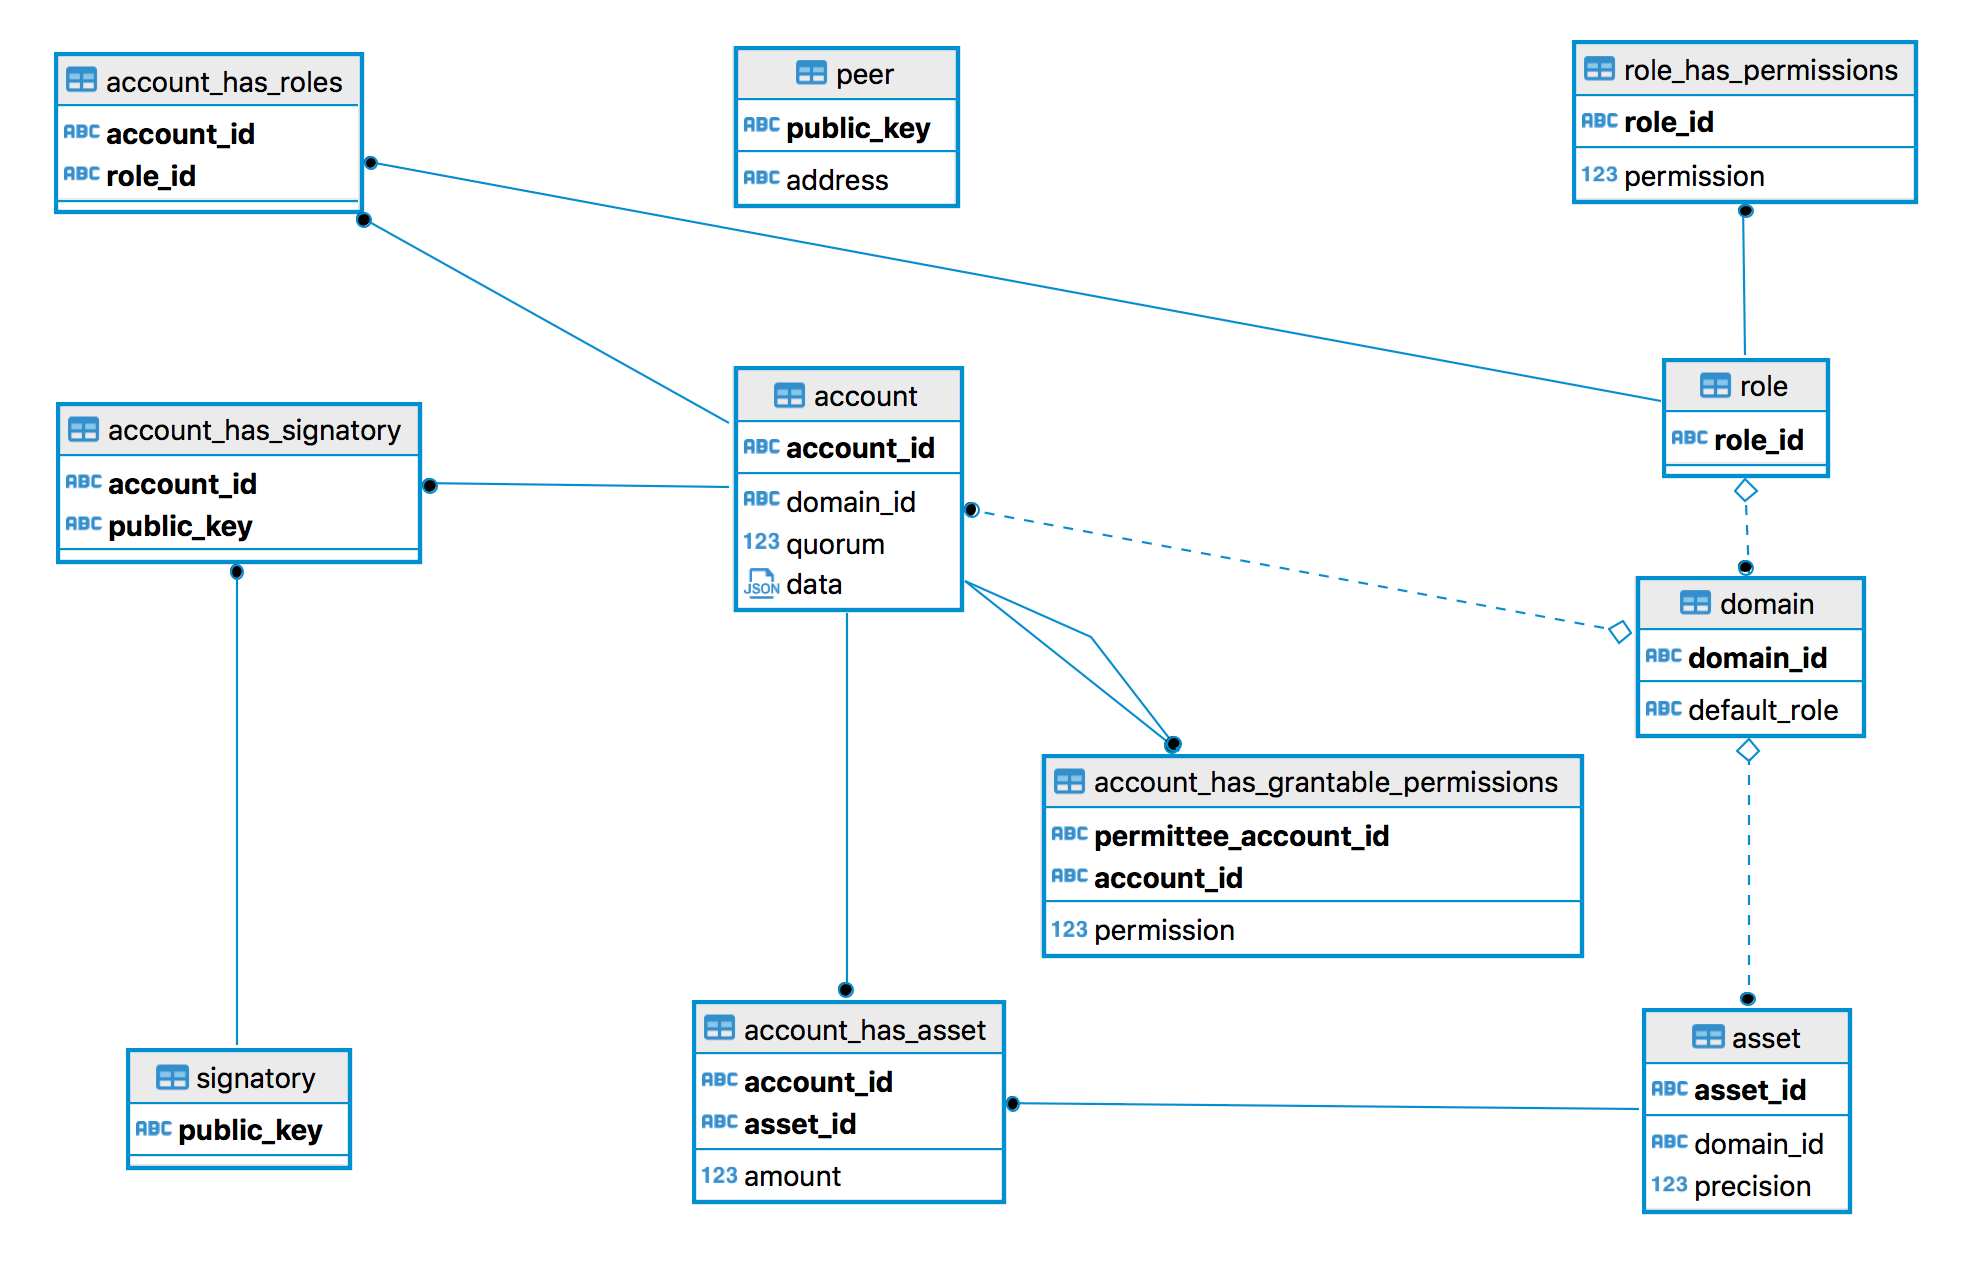 account_has_roles
ABC account_id
ABC role_id
peer
ABC public_key
ABC address
role_has_permissions
ABC role_id
123 permission
account_has_signatory
ABC account_id
ABC public_key
account
ABC account_id
ABC domain_id
123 quorum
JSON data
role
ABC role_id
domain
ABC domain_id
ABC default_role
account_has_grantable_permissions
ABC permittee_account_id
ABC account_id
123 permission
signatory
ABC public_key
account_has_asset
ABC account_id
ABC asset_id
123 amount
asset
ABC asset_id
ABC domain_id
123 precision